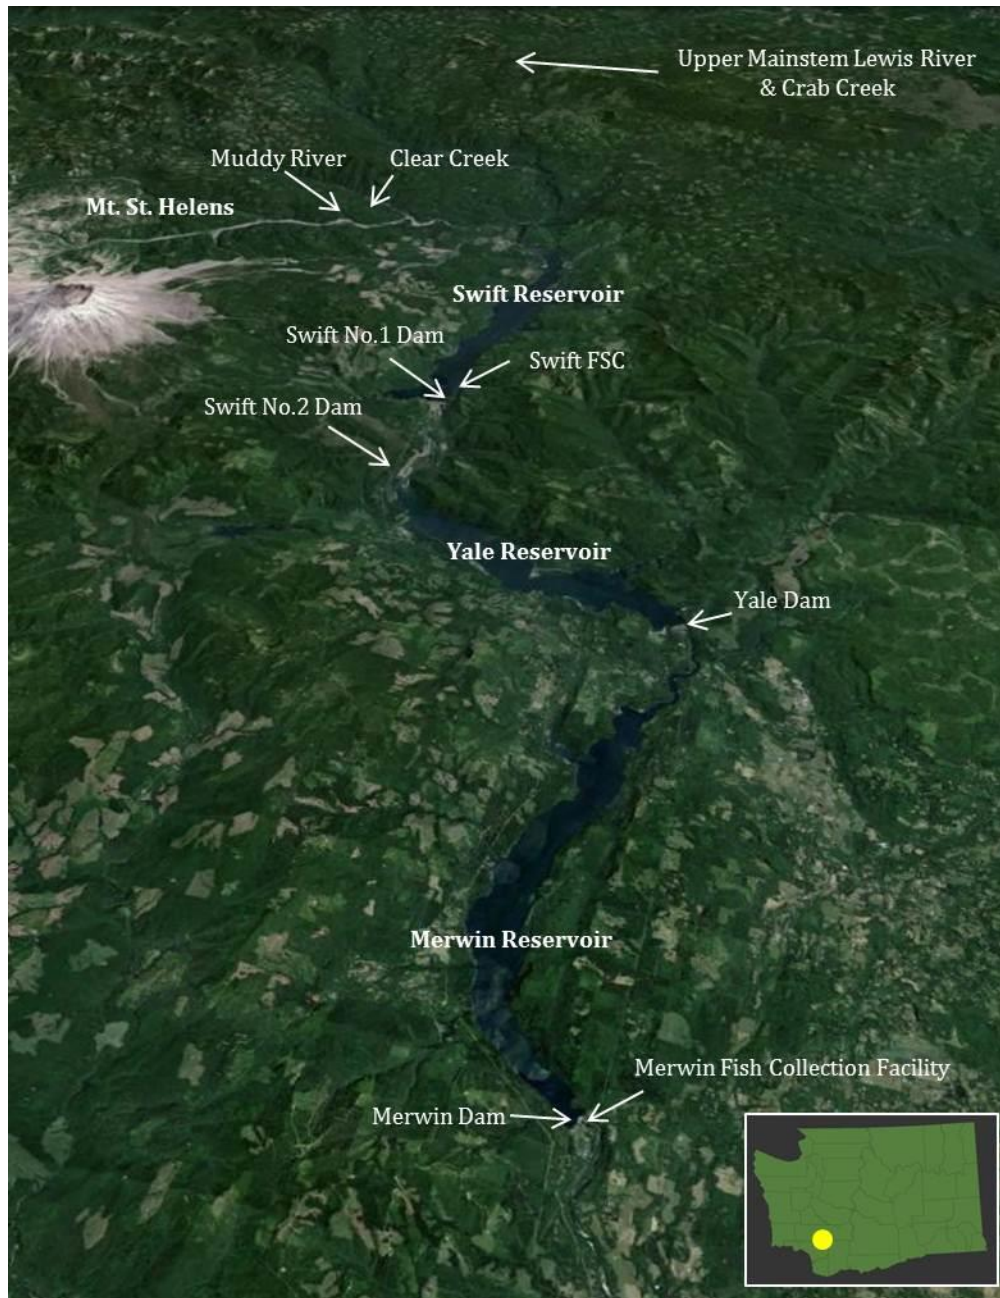 Upper Mainstem Lewis River
& Crab Creek
Muddy River
Clear Creek
Mt. St. Helens
Swift Reservoir
Swift No.1 Dam
Swift FSC
Swift No.2 Dam
Yale Reservoir
Yale Dam
Merwin Reservoir
Merwin Fish Collection Facility
Merwin Dam